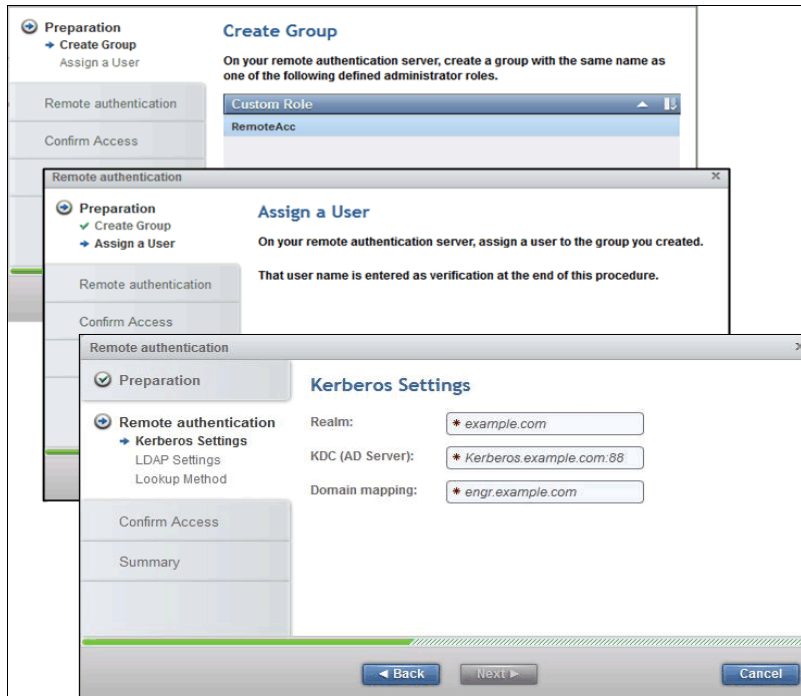 Preparation
Create Group
Assign a User
Remote authentication
Confirm Access
Create Group
On your remote authentication server, create a group with the same name as
one of the following defined administrator roles.
Custom Role
RemoteAcc
Remote authentication
x
Preparation
Create Group
Assign a User
Remote authentication
Confirm Access
Assign a User
On your remote authentication server, assign a user to the group you created.
That user name is entered as verification at the end of this procedure.
Remote authentication
x
Preparation
Remote authentication
Kerberos Settings
LDAP Settings
Lookup Method
Confirm Access
Summary
Kerberos Settings
Realm:
* example.com
KDC (AD Server):
* Kerberos.example.com:88
Domain mapping:
* engr.example.com
Back
Next
Cancel